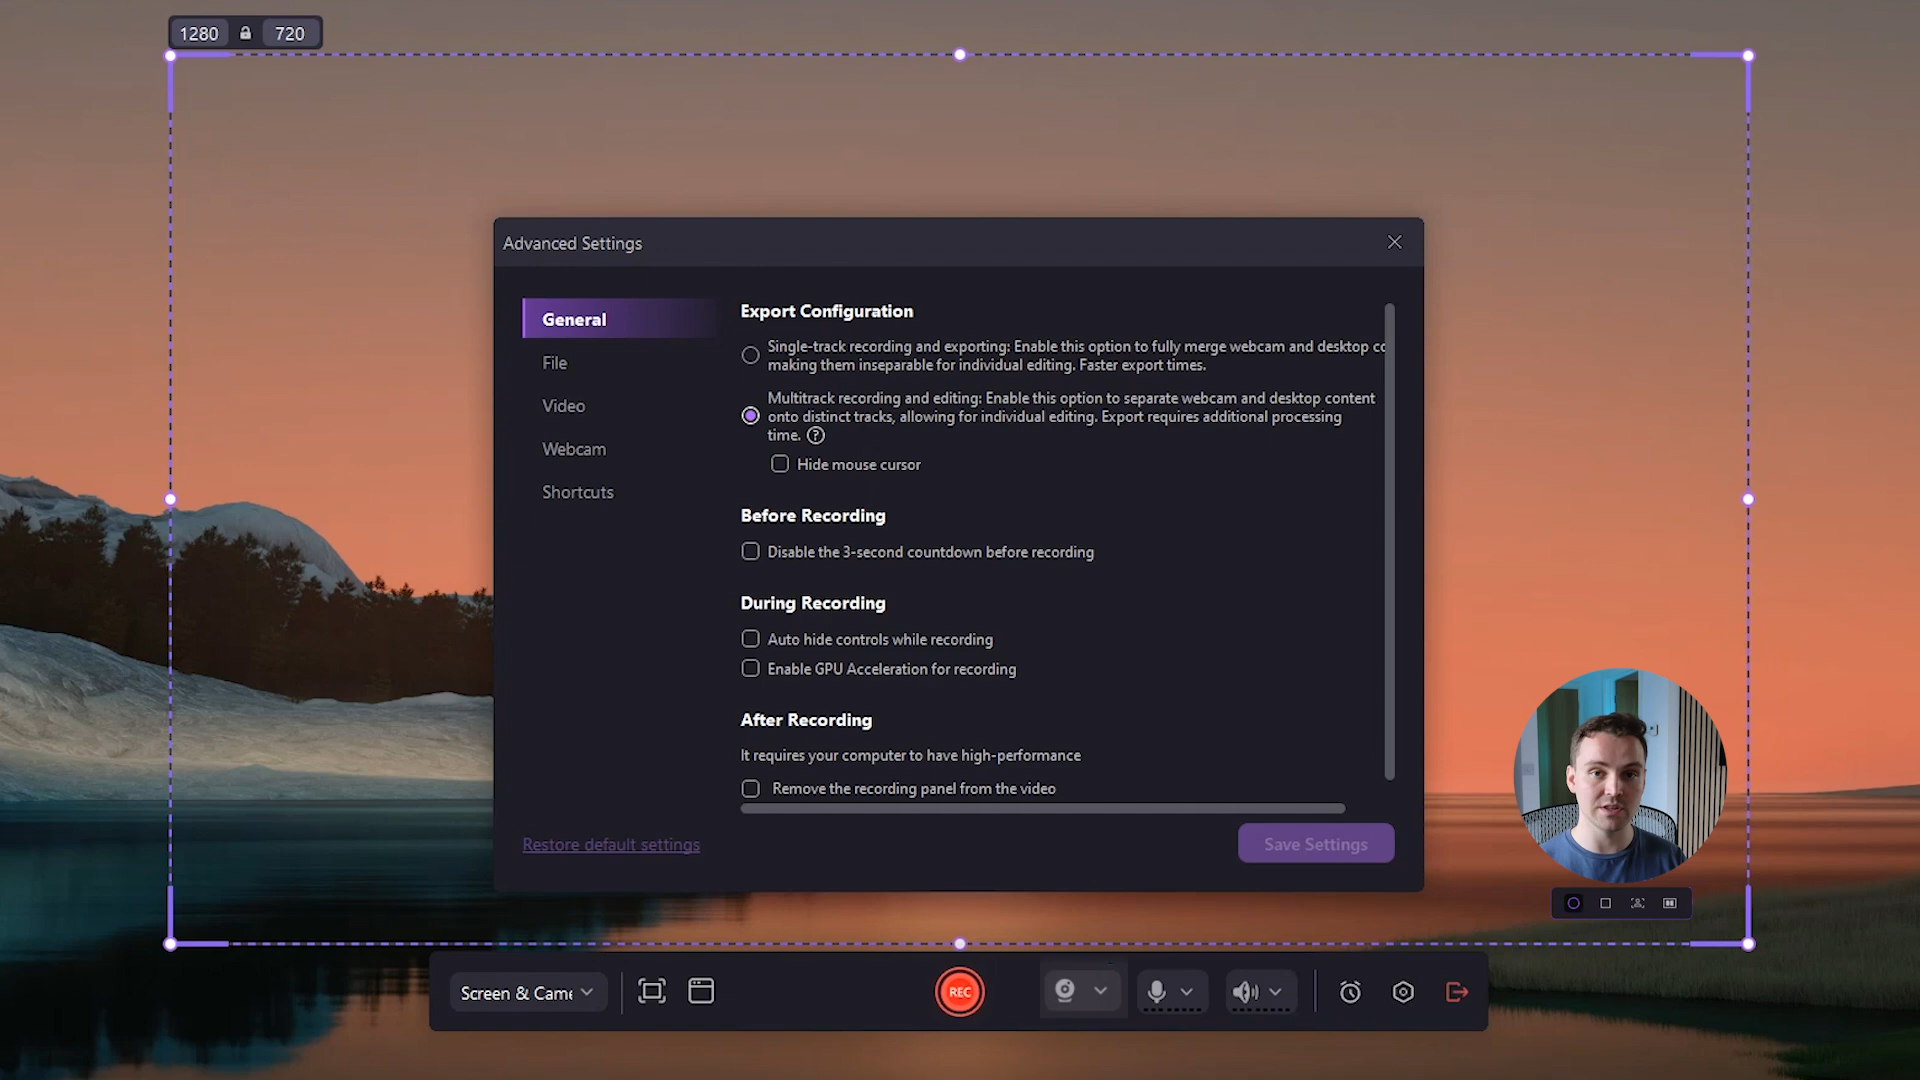 1280 720
Advanced Settings
General
File
Video
Webcam
Shortcuts
Export Configuration
Single-track recording and exporting: Enable this option to fully merge webcam and desktop co
making them inseparable for individual editing. Faster export times.
Multitrack recording and editing: Enable this option to separate webcam and desktop content
onto distinct tracks, allowing for individual editing. Export requires additional processing
time. ?
Hide mouse cursor
Before Recording
Disable the 3-second countdown before recording
During Recording
Auto hide controls while recording
Enable GPU Acceleration for recording
After Recording
It requires your computer to have high-performance
Remove the recording panel from the video
Restore default settings
Save Settings
Screen & Came
REC